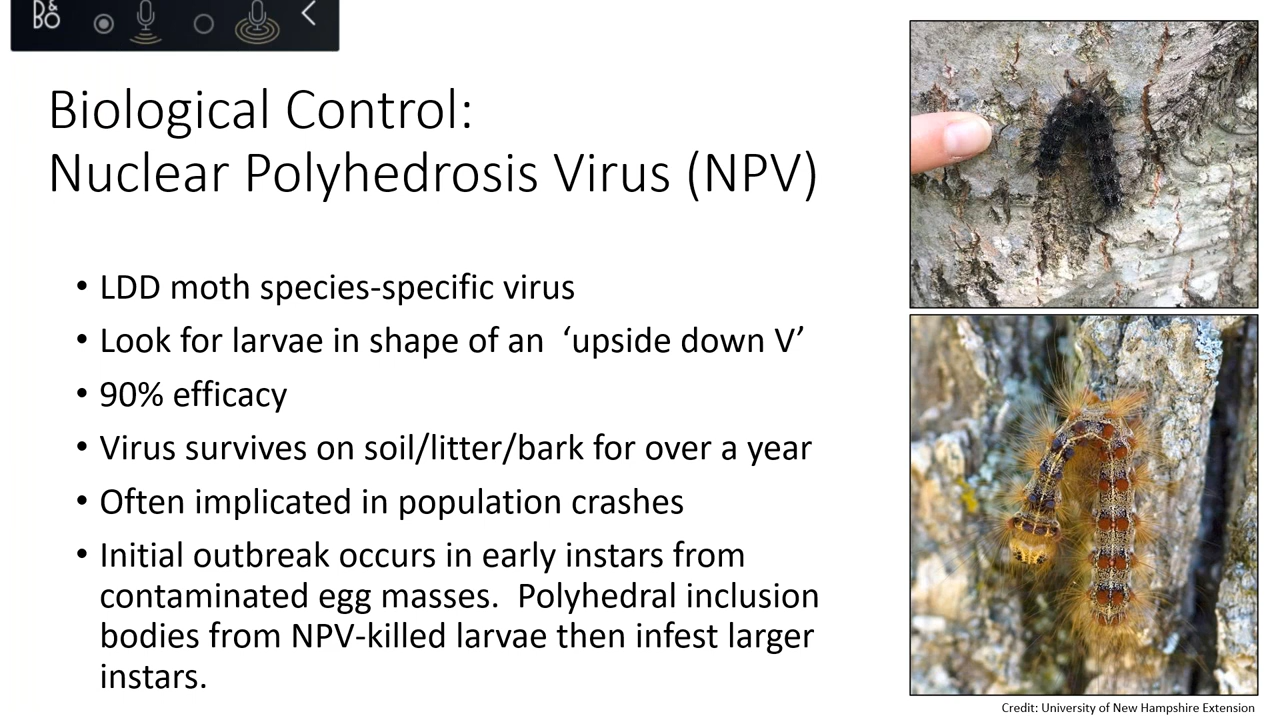 B&O
Biological Control:
Nuclear Polyhedrosis Virus (NPV)
• LDD moth species-specific virus
• Look for larvae in shape of an  ‘upside down V’
• 90% efficacy
• Virus survives on soil/litter/bark for over a year
• Often implicated in population crashes
• Initial outbreak occurs in early instars from
contaminated egg masses.  Polyhedral inclusion
bodies from NPV-killed larvae then infest larger
instars.
Credit: University of New Hampshire Extension